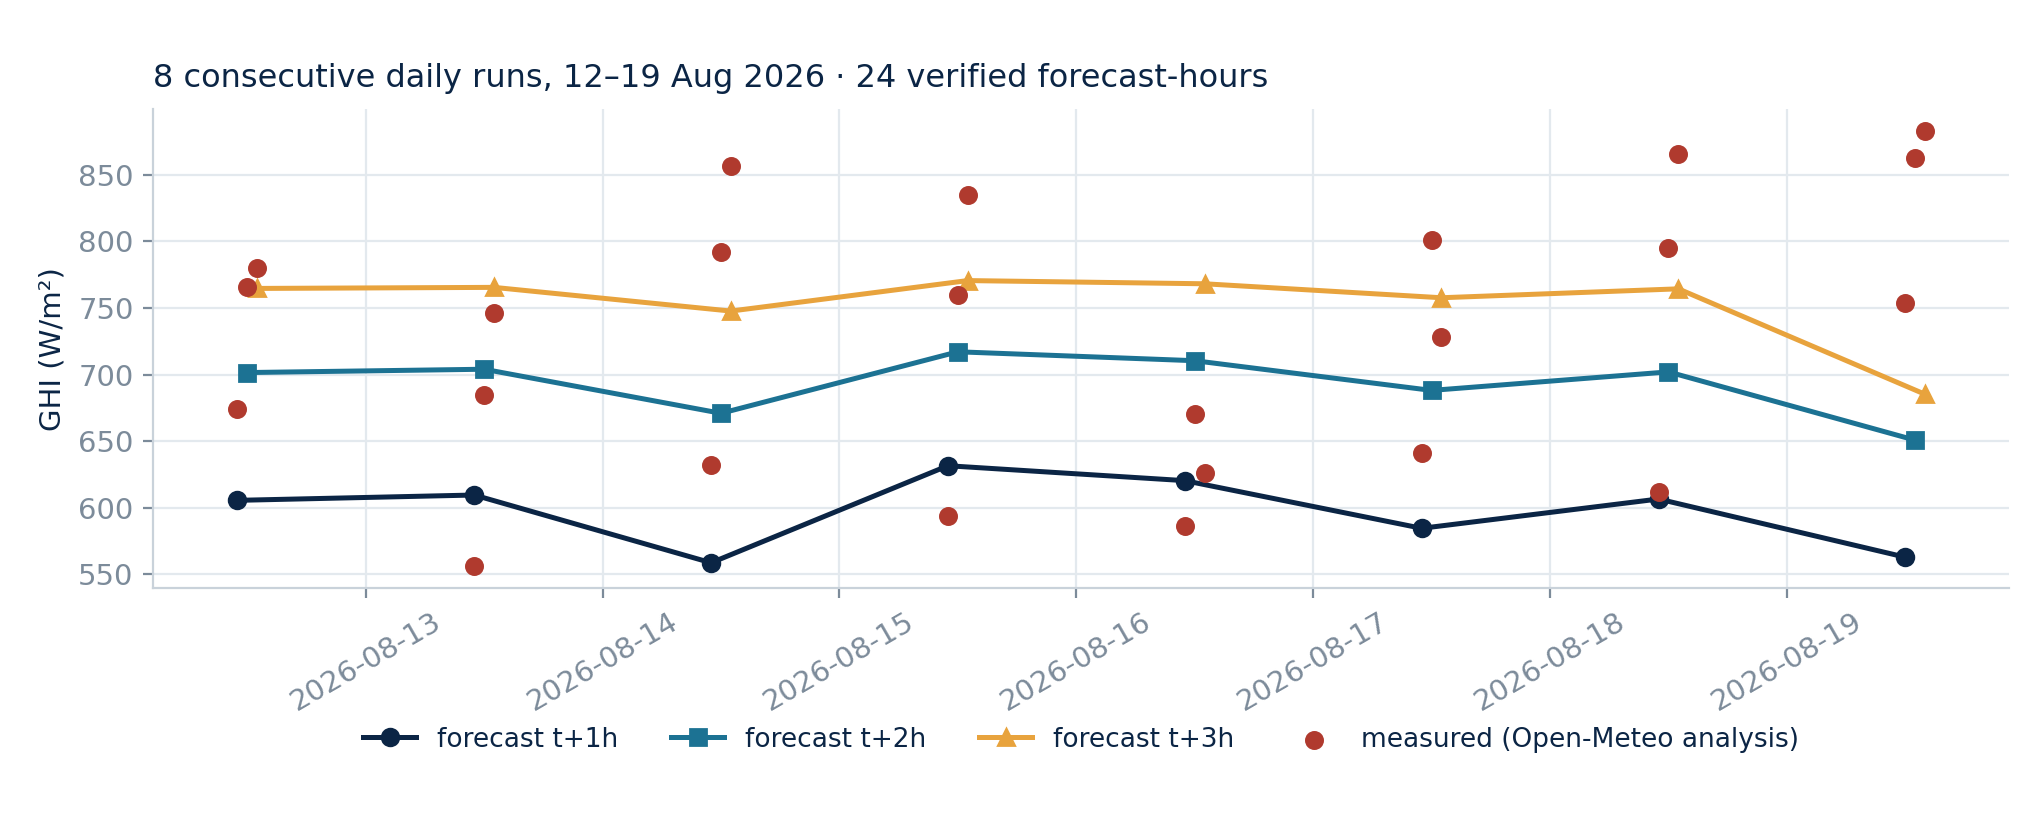 8 consecutive daily runs, 12–19 Aug 2026 · 24 verified forecast-hours
GHI (W/m²)
850
800
750
700
650
600
550
2026-08-13
2026-08-14
2026-08-15
2026-08-16
2026-08-17
2026-08-18
2026-08-19
forecast t+1h
forecast t+2h
forecast t+3h
measured (Open-Meteo analysis)